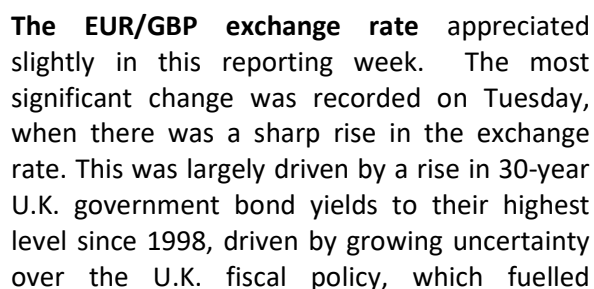 The EUR/GBP exchange rate appreciated
slightly in this reporting week. The most
significant change was recorded on Tuesday,
when there was a sharp rise in the exchange
rate. This was largely driven by a rise in 30-year
U.K. government bond yields to their highest
level since 1998, driven by growing uncertainty
over the U.K. fiscal policy, which fuelled